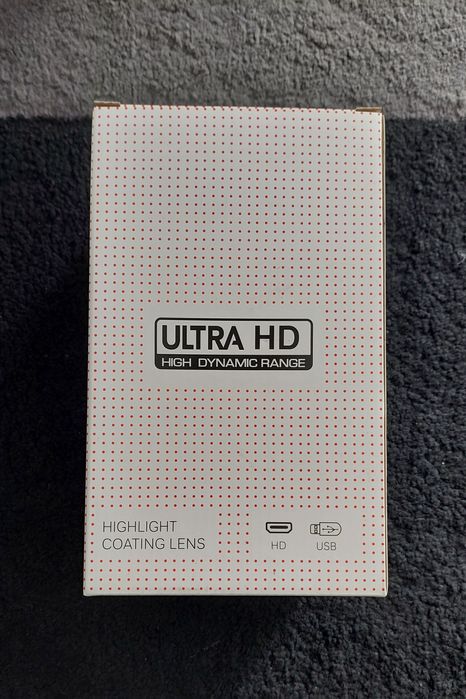 ULTRA HD
HIGH DYNAMIC RANGE
HIGHLIGHT
COATING LENS
HD
USB